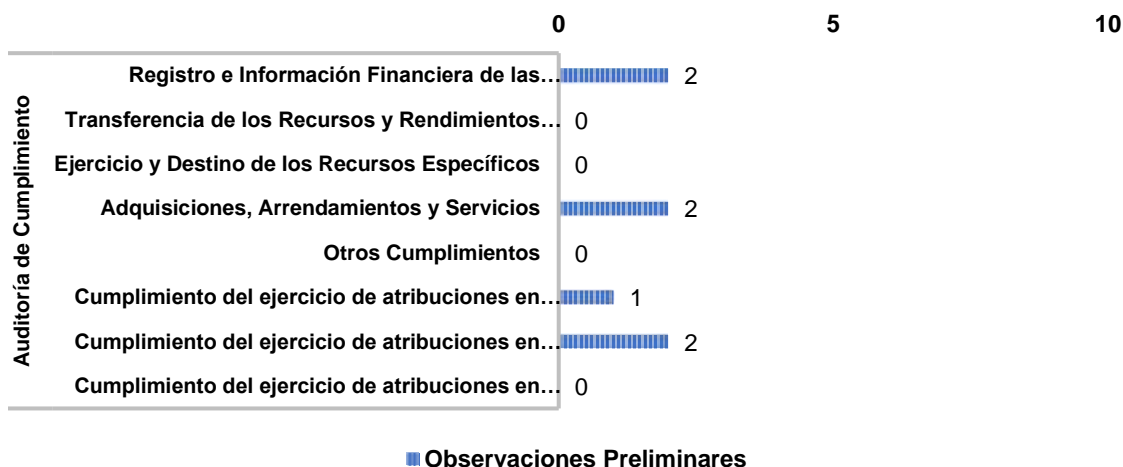 0 5 10
Auditoría de Cumplimiento
Registro e Información Financiera de las… 2
Transferencia de los Recursos y Rendimientos… 0
Ejercicio y Destino de los Recursos Específicos 0
Adquisiciones, Arrendamientos y Servicios 2
Otros Cumplimientos 0
Cumplimiento del ejercicio de atribuciones en… 1
Cumplimiento del ejercicio de atribuciones en… 2
Cumplimiento del ejercicio de atribuciones en… 0
Observaciones Preliminares